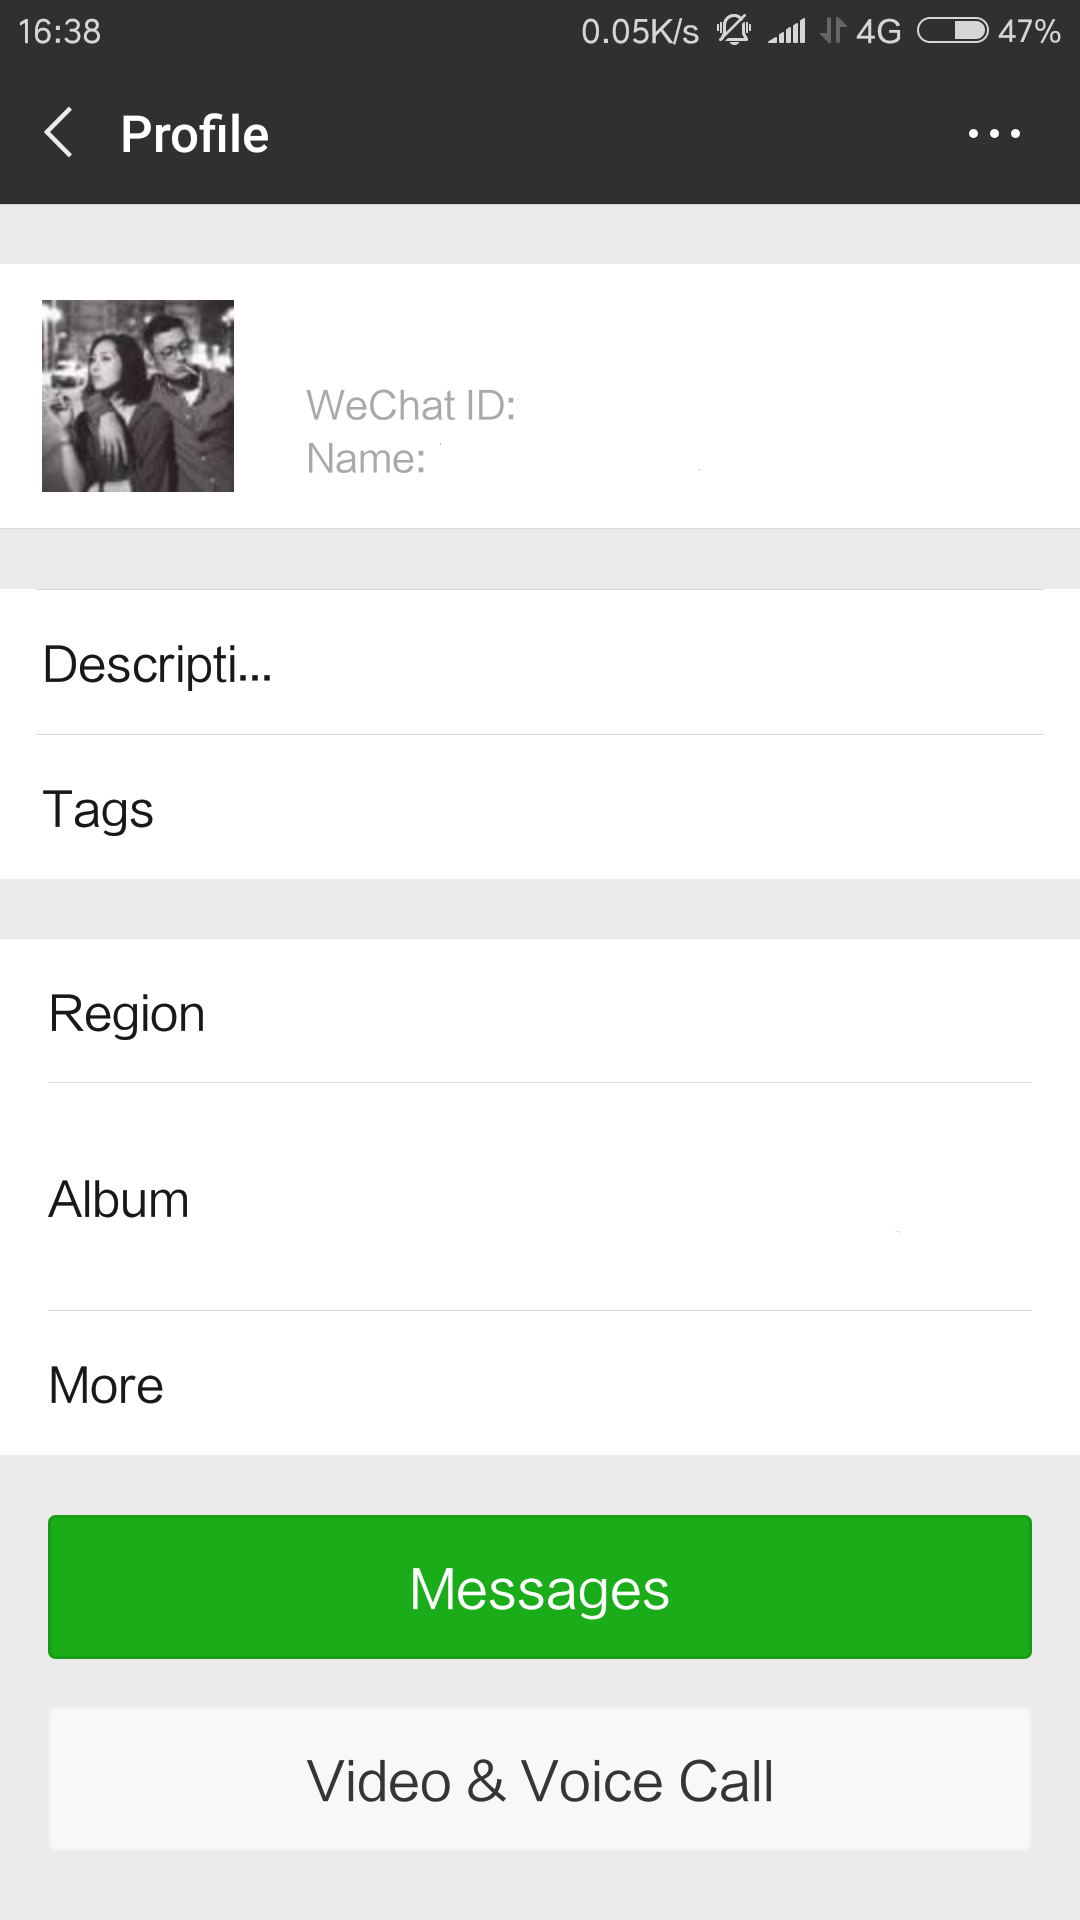 16:38 0.05K/s 4G 47%
Profile
WeChat ID:
Name:
Descripti...
Tags
Region
Album
More
Messages
Video & Voice Call